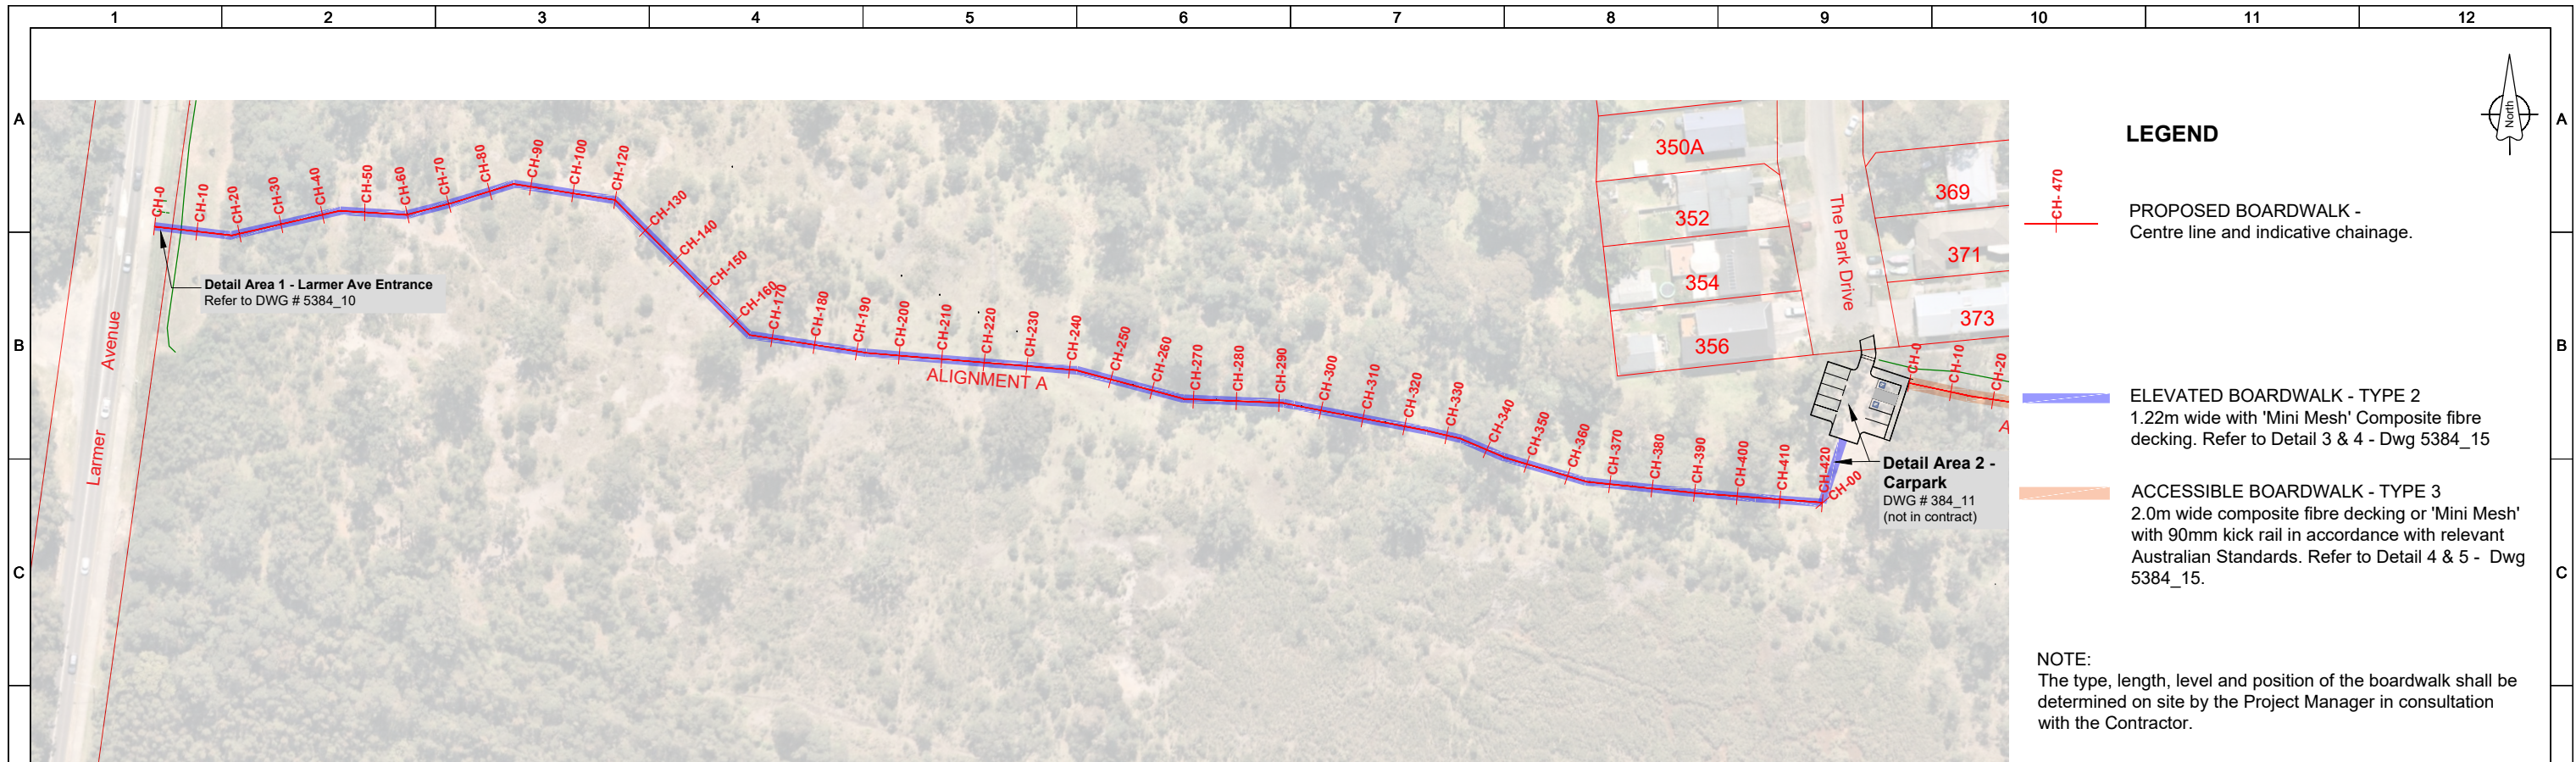 1 2 3 4 5 6 7 8 9 10 11 12
A
B
C
A
B
C
CH-0
CH-10
CH-20
CH-30
CH-40
CH-50
CH-60
CH-70
CH-80
CH-90
CH-100
CH-120
CH-130
CH-140
CH-150
CH-160
CH-170
CH-180
CH-190
CH-200
CH-210
CH-220
CH-230
CH-240
CH-250
CH-260
CH-270
CH-280
CH-290
CH-300
CH-310
CH-320
CH-330
CH-340
CH-350
CH-360
CH-370
CH-380
CH-390
CH-400
CH-410
CH-420
CH-00
Detail Area 1 - Larmer Ave Entrance
Refer to DWG # 5384_10
Larmer Avenue
ALIGNMENT A
350A
352
354
356
The Park Drive
369
371
373
CH-0
CH-10
CH-20
A
Detail Area 2 -
Carpark
DWG # 384_11
(not in contract)
North
LEGEND
CH- 470
PROPOSED BOARDWALK -
Centre line and indicative chainage.
ELEVATED BOARDWALK - TYPE 2
1.22m wide with 'Mini Mesh' Composite fibre
decking. Refer to Detail 3 & 4 - Dwg 5384_15
ACCESSIBLE BOARDWALK - TYPE 3
2.0m wide composite fibre decking or 'Mini Mesh'
with 90mm kick rail in accordance with relevant
Australian Standards. Refer to Detail 4 & 5 - Dwg
5384_15.
NOTE:
The type, length, level and position of the boardwalk shall be
determined on site by the Project Manager in consultation
with the Contractor.